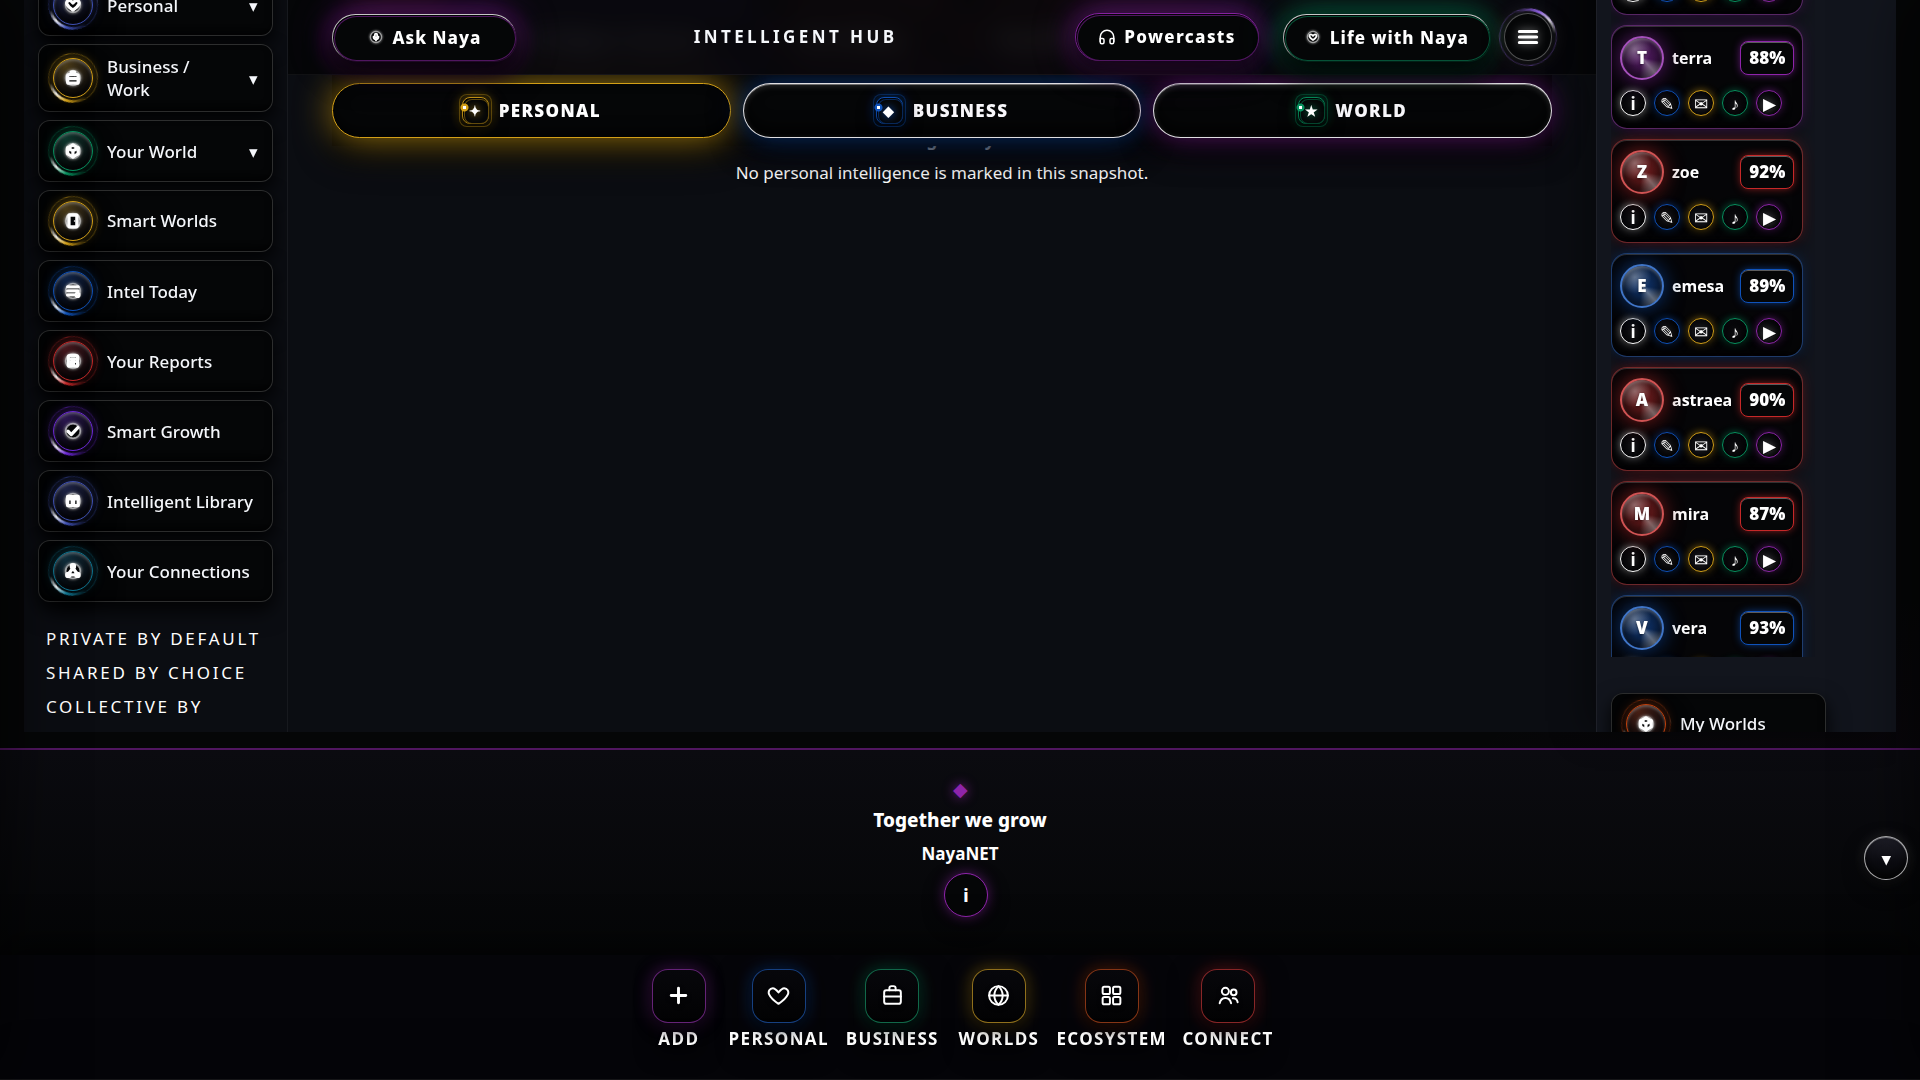 Personal ▼
Business /
Work ▼
Your World ▼
Smart Worlds
Intel Today
Your Reports
Smart Growth
Intelligent Library
Your Connections
PRIVATE BY DEFAULT
SHARED BY CHOICE
COLLECTIVE BY
Ask Naya
INTELLIGENT HUB
Powercasts
Life with Naya
PERSONAL
BUSINESS
WORLD
No personal intelligence is marked in this snapshot.
T terra 88%
i ✎ ✉ ♪ ▶
Z zoe 92%
i ✎ ✉ ♪ ▶
E emesa 89%
i ✎ ✉ ♪ ▶
A astraea 90%
i ✎ ✉ ♪ ▶
M mira 87%
i ✎ ✉ ♪ ▶
V vera 93%
My Worlds
Together we grow
NayaNET
i
▼
ADD
PERSONAL
BUSINESS
WORLDS
ECOSYSTEM
CONNECT